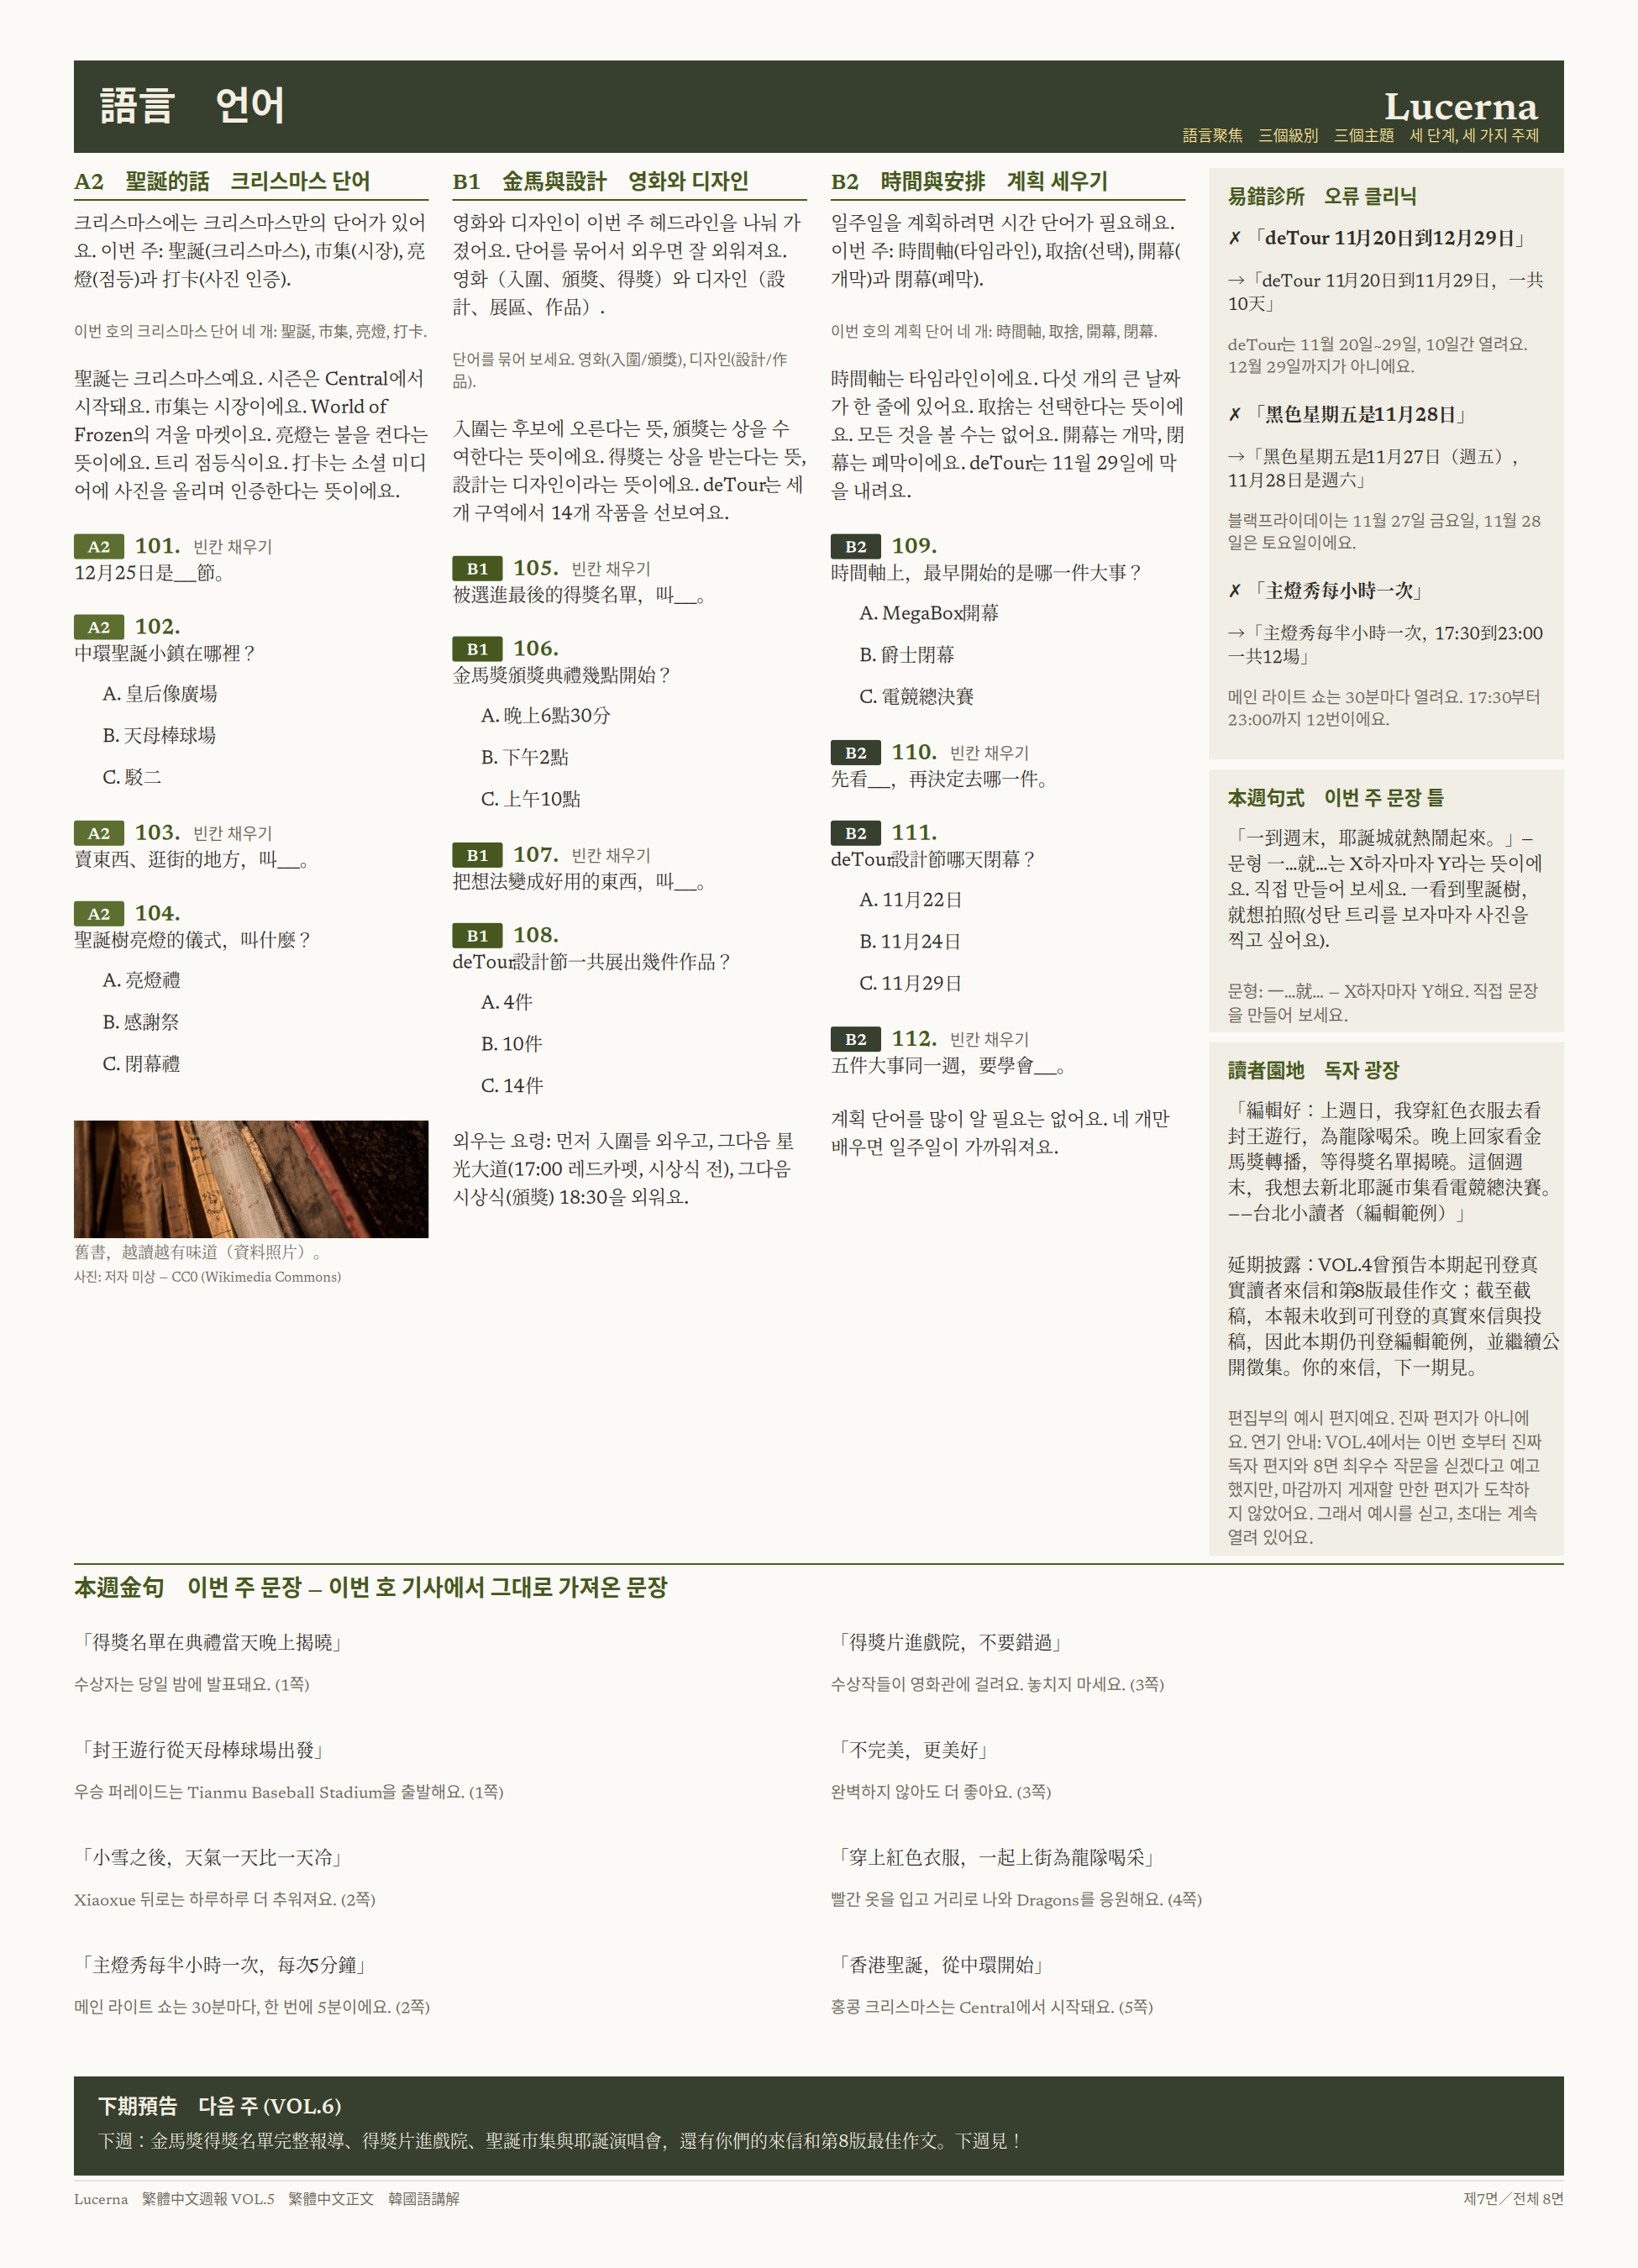 語言　언어
Lucerna
語言聚焦　三個級別　三個主題　세 단계, 세 가지 주제
A2　聖誕的話　크리스마스 단어
크리스마스에는 크리스마스만의 단어가 있어
요. 이번 주: 聖誕(크리스마스), 市集(시장), 亮
燈(점등)과 打卡(사진 인증).
이번 호의 크리스마스 단어 네 개: 聖誕, 市集, 亮燈, 打卡.
聖誕는 크리스마스예요. 시즌은 Central에서
시작돼요. 市集는 시장이에요. World of
Frozen의 겨울 마켓이요. 亮燈는 불을 켠다는
뜻이에요. 트리 점등식이요. 打卡는 소셜 미디
어에 사진을 올리며 인증한다는 뜻이에요.
A2 101. 빈칸 채우기
12月25日是__節。
A2 102.
中環聖誕小鎮在哪裡？
A. 皇后像廣場
B. 天母棒球場
C. 駁二
A2 103. 빈칸 채우기
賣東西、逛街的地方，叫__。
A2 104.
聖誕樹亮燈的儀式，叫什麼？
A. 亮燈禮
B. 感謝祭
C. 閉幕禮
舊書，越讀越有味道（資料照片）。
사진: 저자 미상 – CC0 (Wikimedia Commons)
B1　金馬與設計　영화와 디자인
영화와 디자인이 이번 주 헤드라인을 나눠 가
졌어요. 단어를 묶어서 외우면 잘 외워져요.
영화（入圍、頒獎、得獎）와 디자인（設
計、展區、作品）.
단어를 묶어 보세요. 영화(入圍/頒獎), 디자인(設計/作
品).
入圍는 후보에 오른다는 뜻, 頒獎는 상을 수
여한다는 뜻이에요. 得獎는 상을 받는다는 뜻,
設計는 디자인이라는 뜻이에요. deTour는 세
개 구역에서 14개 작품을 선보여요.
B1 105. 빈칸 채우기
被選進最後的得獎名單，叫__。
B1 106.
金馬獎頒獎典禮幾點開始？
A. 晚上6點30分
B. 下午2點
C. 上午10點
B1 107. 빈칸 채우기
把想法變成好用的東西，叫__。
B1 108.
deTour設計節一共展出幾件作品？
A. 4件
B. 10件
C. 14件
외우는 요령: 먼저 入圍를 외우고, 그다음 星
光大道(17:00 레드카펫, 시상식 전), 그다음
시상식(頒獎) 18:30을 외워요.
B2　時間與安排　계획 세우기
일주일을 계획하려면 시간 단어가 필요해요.
이번 주: 時間軸(타임라인), 取捨(선택), 開幕(
개막)과 閉幕(폐막).
이번 호의 계획 단어 네 개: 時間軸, 取捨, 開幕, 閉幕.
時間軸는 타임라인이에요. 다섯 개의 큰 날짜
가 한 줄에 있어요. 取捨는 선택한다는 뜻이에
요. 모든 것을 볼 수는 없어요. 開幕는 개막, 閉
幕는 폐막이에요. deTour는 11월 29일에 막
을 내려요.
B2 109.
時間軸上，最早開始的是哪一件大事？
A. MegaBox開幕
B. 爵士閉幕
C. 電競總決賽
B2 110. 빈칸 채우기
先看__，再決定去哪一件。
B2 111.
deTour設計節哪天閉幕？
A. 11月22日
B. 11月24日
C. 11月29日
B2 112. 빈칸 채우기
五件大事同一週，要學會__。
계획 단어를 많이 알 필요는 없어요. 네 개만
배우면 일주일이 가까워져요.
易錯診所　오류 클리닉
✗ 「deTour 11月20日到12月29日」
→「deTour 11月20日到11月29日，一共
10天」
deTour는 11월 20일~29일, 10일간 열려요.
12월 29일까지가 아니에요.
✗ 「黑色星期五是11月28日」
→「黑色星期五是11月27日（週五），
11月28日是週六」
블랙프라이데이는 11월 27일 금요일, 11월 28
일은 토요일이에요.
✗ 「主燈秀每小時一次」
→「主燈秀每半小時一次，17:30到23:00
一共12場」
메인 라이트 쇼는 30분마다 열려요. 17:30부터
23:00까지 12번이에요.
本週句式　이번 주 문장 틀
「一到週末，耶誕城就熱鬧起來。」–
문형 一…就…는 X하자마자 Y라는 뜻이에
요. 직접 만들어 보세요. 一看到聖誕樹，
就想拍照(성탄 트리를 보자마자 사진을
찍고 싶어요).
문형: 一…就… – X하자마자 Y해요. 직접 문장
을 만들어 보세요.
讀者園地　독자 광장
「編輯好：上週日，我穿紅色衣服去看
封王遊行，為龍隊喝采。晚上回家看金
馬獎轉播，等得獎名單揭曉。這個週
末，我想去新北耶誕市集看電競總決賽。
——台北小讀者（編輯範例）」
延期披露：VOL.4曾預告本期起刊登真
實讀者來信和第8版最佳作文；截至截
稿，本報未收到可刊登的真實來信與投
稿，因此本期仍刊登編輯範例，並繼續公
開徵集。你的來信，下一期見。
편집부의 예시 편지예요. 진짜 편지가 아니에
요. 연기 안내: VOL.4에서는 이번 호부터 진짜
독자 편지와 8면 최우수 작문을 싣겠다고 예고
했지만, 마감까지 게재할 만한 편지가 도착하
지 않았어요. 그래서 예시를 싣고, 초대는 계속
열려 있어요.
本週金句　이번 주 문장 – 이번 호 기사에서 그대로 가져온 문장
「得獎名單在典禮當天晚上揭曉」
수상자는 당일 밤에 발표돼요. (1쪽)
「封王遊行從天母棒球場出發」
우승 퍼레이드는 Tianmu Baseball Stadium을 출발해요. (1쪽)
「小雪之後，天氣一天比一天冷」
Xiaoxue 뒤로는 하루하루 더 추워져요. (2쪽)
「主燈秀每半小時一次，每次5分鐘」
메인 라이트 쇼는 30분마다, 한 번에 5분이에요. (2쪽)
「得獎片進戲院，不要錯過」
수상작들이 영화관에 걸려요. 놓치지 마세요. (3쪽)
「不完美，更美好」
완벽하지 않아도 더 좋아요. (3쪽)
「穿上紅色衣服，一起上街為龍隊喝采」
빨간 옷을 입고 거리로 나와 Dragons를 응원해요. (4쪽)
「香港聖誕，從中環開始」
홍콩 크리스마스는 Central에서 시작돼요. (5쪽)
下期預告　다음 주 (VOL.6)
下週：金馬獎得獎名單完整報導、得獎片進戲院、聖誕市集與耶誕演唱會，還有你們的來信和第8版最佳作文。下週見！
Lucerna　繁體中文週報 VOL.5　繁體中文正文　韓國語講解
제7면／전체 8면